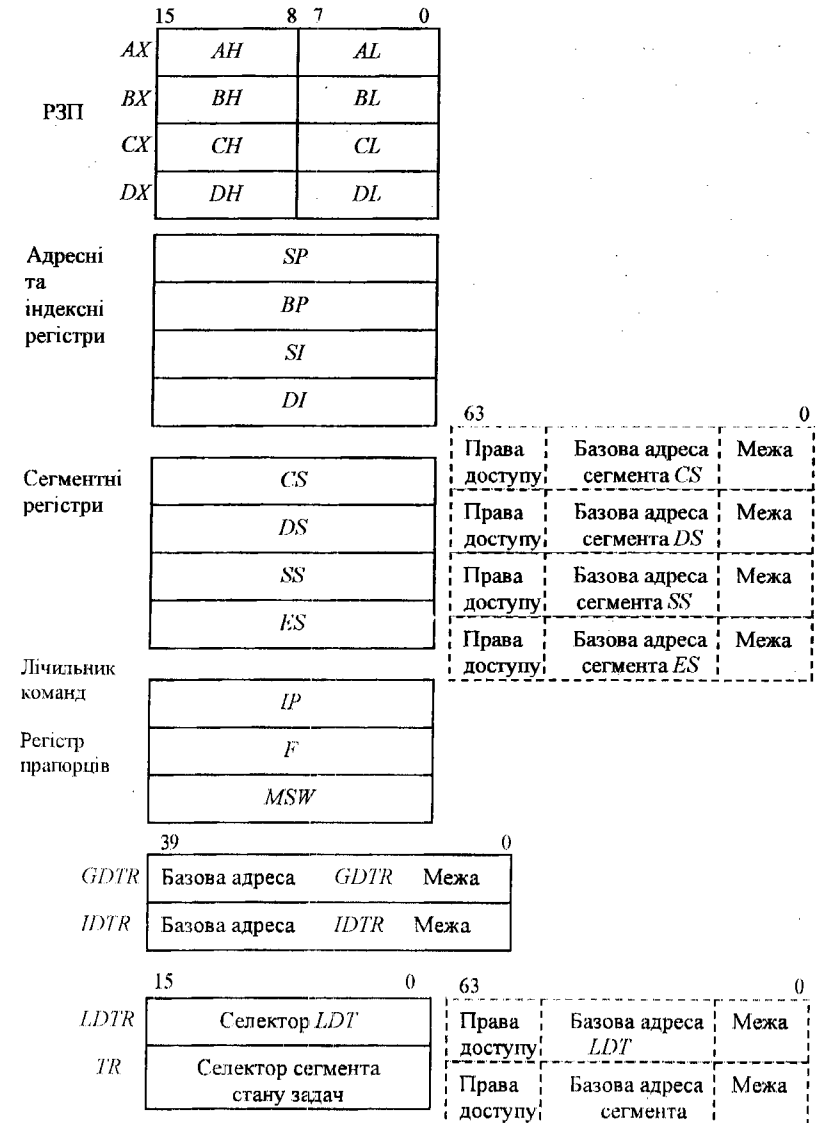 15 8 7 0
AX AH AL
РЗП
BX BH BL
CX CH CL
DX DH DL
Адресні
та
індексні
регістри
SP
BP
SI
DI
63 0
Сегментні
регістри
CS
Права
доступу
Базова адреса
сегмента CS
Межа
DS
Права
доступу
Базова адреса
сегмента DS
Межа
SS
Права
доступу
Базова адреса
сегмента SS
Межа
ES
Права
доступу
Базова адреса
сегмента ES
Межа
Лічильник
команд
IP
Регістр
прапорців
F
MSW
39 0
GDTR Базова адреса GDTR Межа
IDTR Базова адреса IDTR Межа
15 0 63 0
LDTR Селектор LDT
Права
доступу
Базова адреса
LDT
Межа
TR Селектор сегмента
стану задач
Права
доступу
Базова адреса
сегмента
Межа